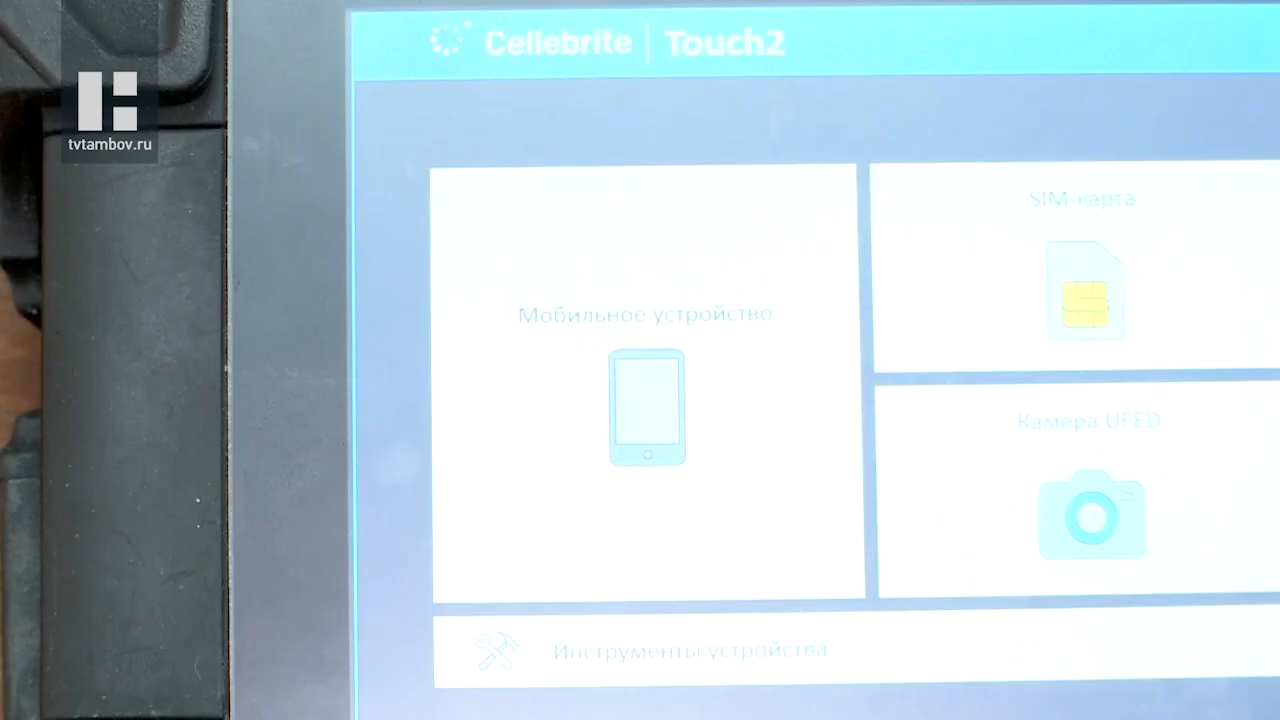 Cellebrite Touch2
tvtambov.ru
SIM-карта
Мобильное устройство
Камера UFED
Инструменты устройства